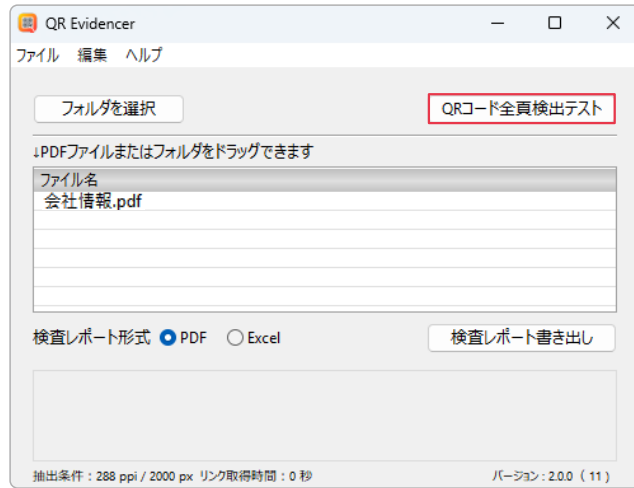 QR Evidencer
ファイル 編集 ヘルプ
フォルダを選択 QRコード全頁検出テスト
↓PDFファイルまたはフォルダをドラッグできます
ファイル名
会社情報.pdf
検査レポート形式 PDF Excel 検査レポート書き出し
抽出条件：288 ppi / 2000 px リンク取得時間：0 秒 バージョン : 2.0.0 ( 11 )